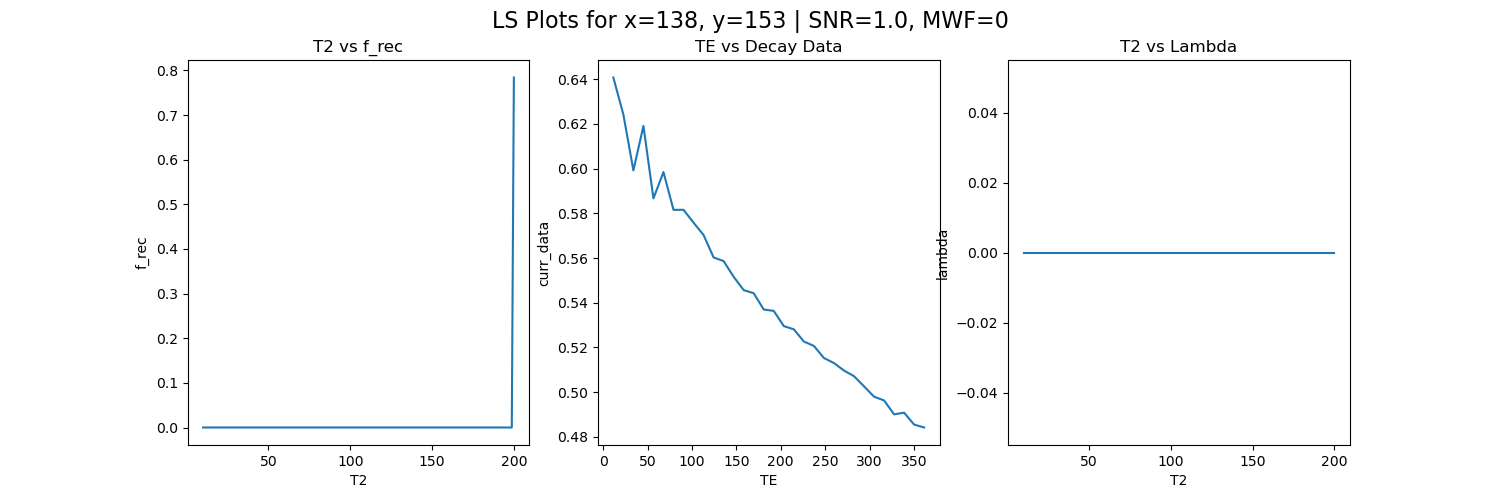 LS Plots for x=138, y=153 | SNR=1.0, MWF=0
T2 vs f_rec
0.8
0.7
0.6
0.5
0.4
0.3
0.2
0.1
0.0
f_rec
50 100 150 200
T2
TE vs Decay Data
0.64
0.62
0.60
0.58
0.56
0.54
0.52
0.50
0.48
curr_data
0 50 100 150 200 250 300 350
TE
T2 vs Lambda
0.04
0.02
0.00
−0.02
−0.04
lambda
50 100 150 200
T2